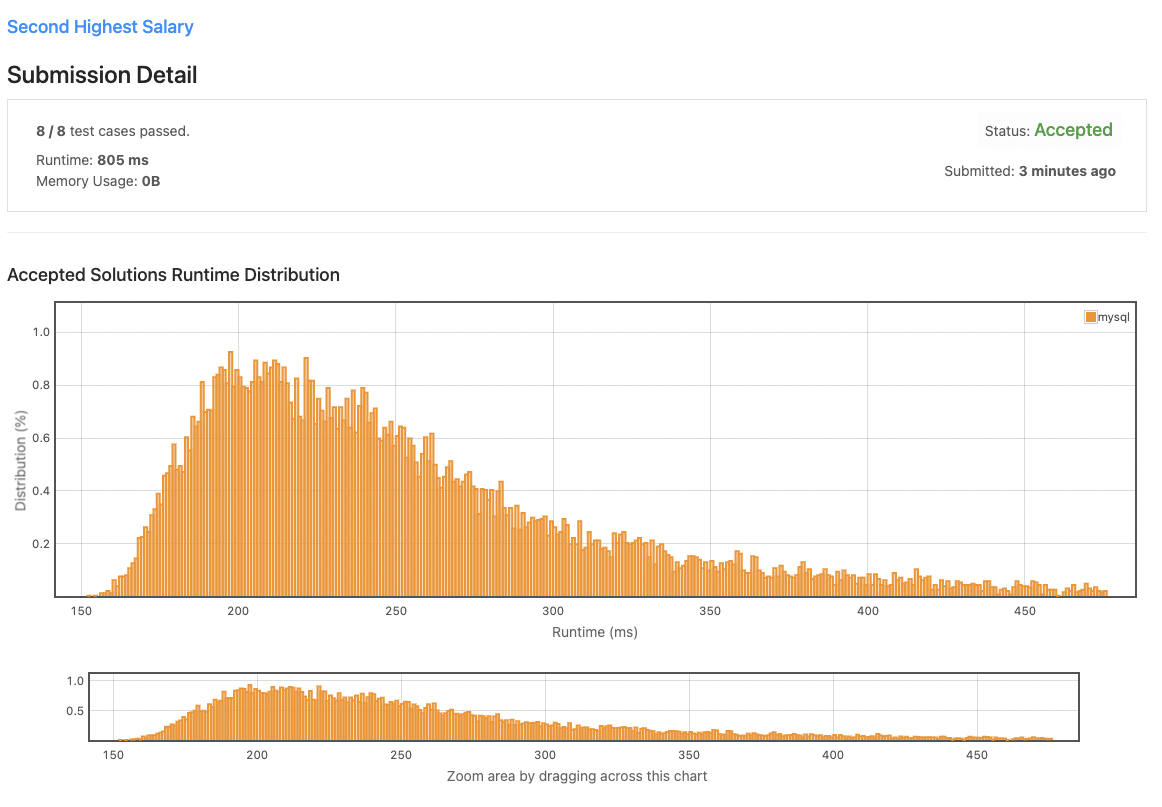 Second Highest Salary
Submission Detail
8 / 8 test cases passed.
Status: Accepted
Runtime: 805 ms
Memory Usage: 0B
Submitted: 3 minutes ago
Accepted Solutions Runtime Distribution
mysql
1.0
0.8
0.6
0.4
0.2
Distribution (%)
150 200 250 300 350 400 450
Runtime (ms)
1.0
0.5
150 200 250 300 350 400 450
Zoom area by dragging across this chart